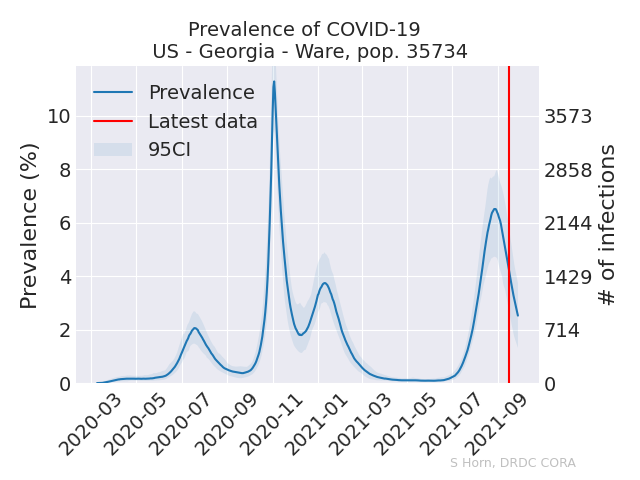 Prevalence of COVID-19
US - Georgia - Ware, pop. 35734
Prevalence
Latest data
95CI
Prevalence (%)
10
8
6
4
2
0
3573
2858
2144
1429
714
0
# of infections
2020-03
2020-05
2020-07
2020-09
2020-11
2021-01
2021-03
2021-05
2021-07
2021-09
S Horn, DRDC CORA